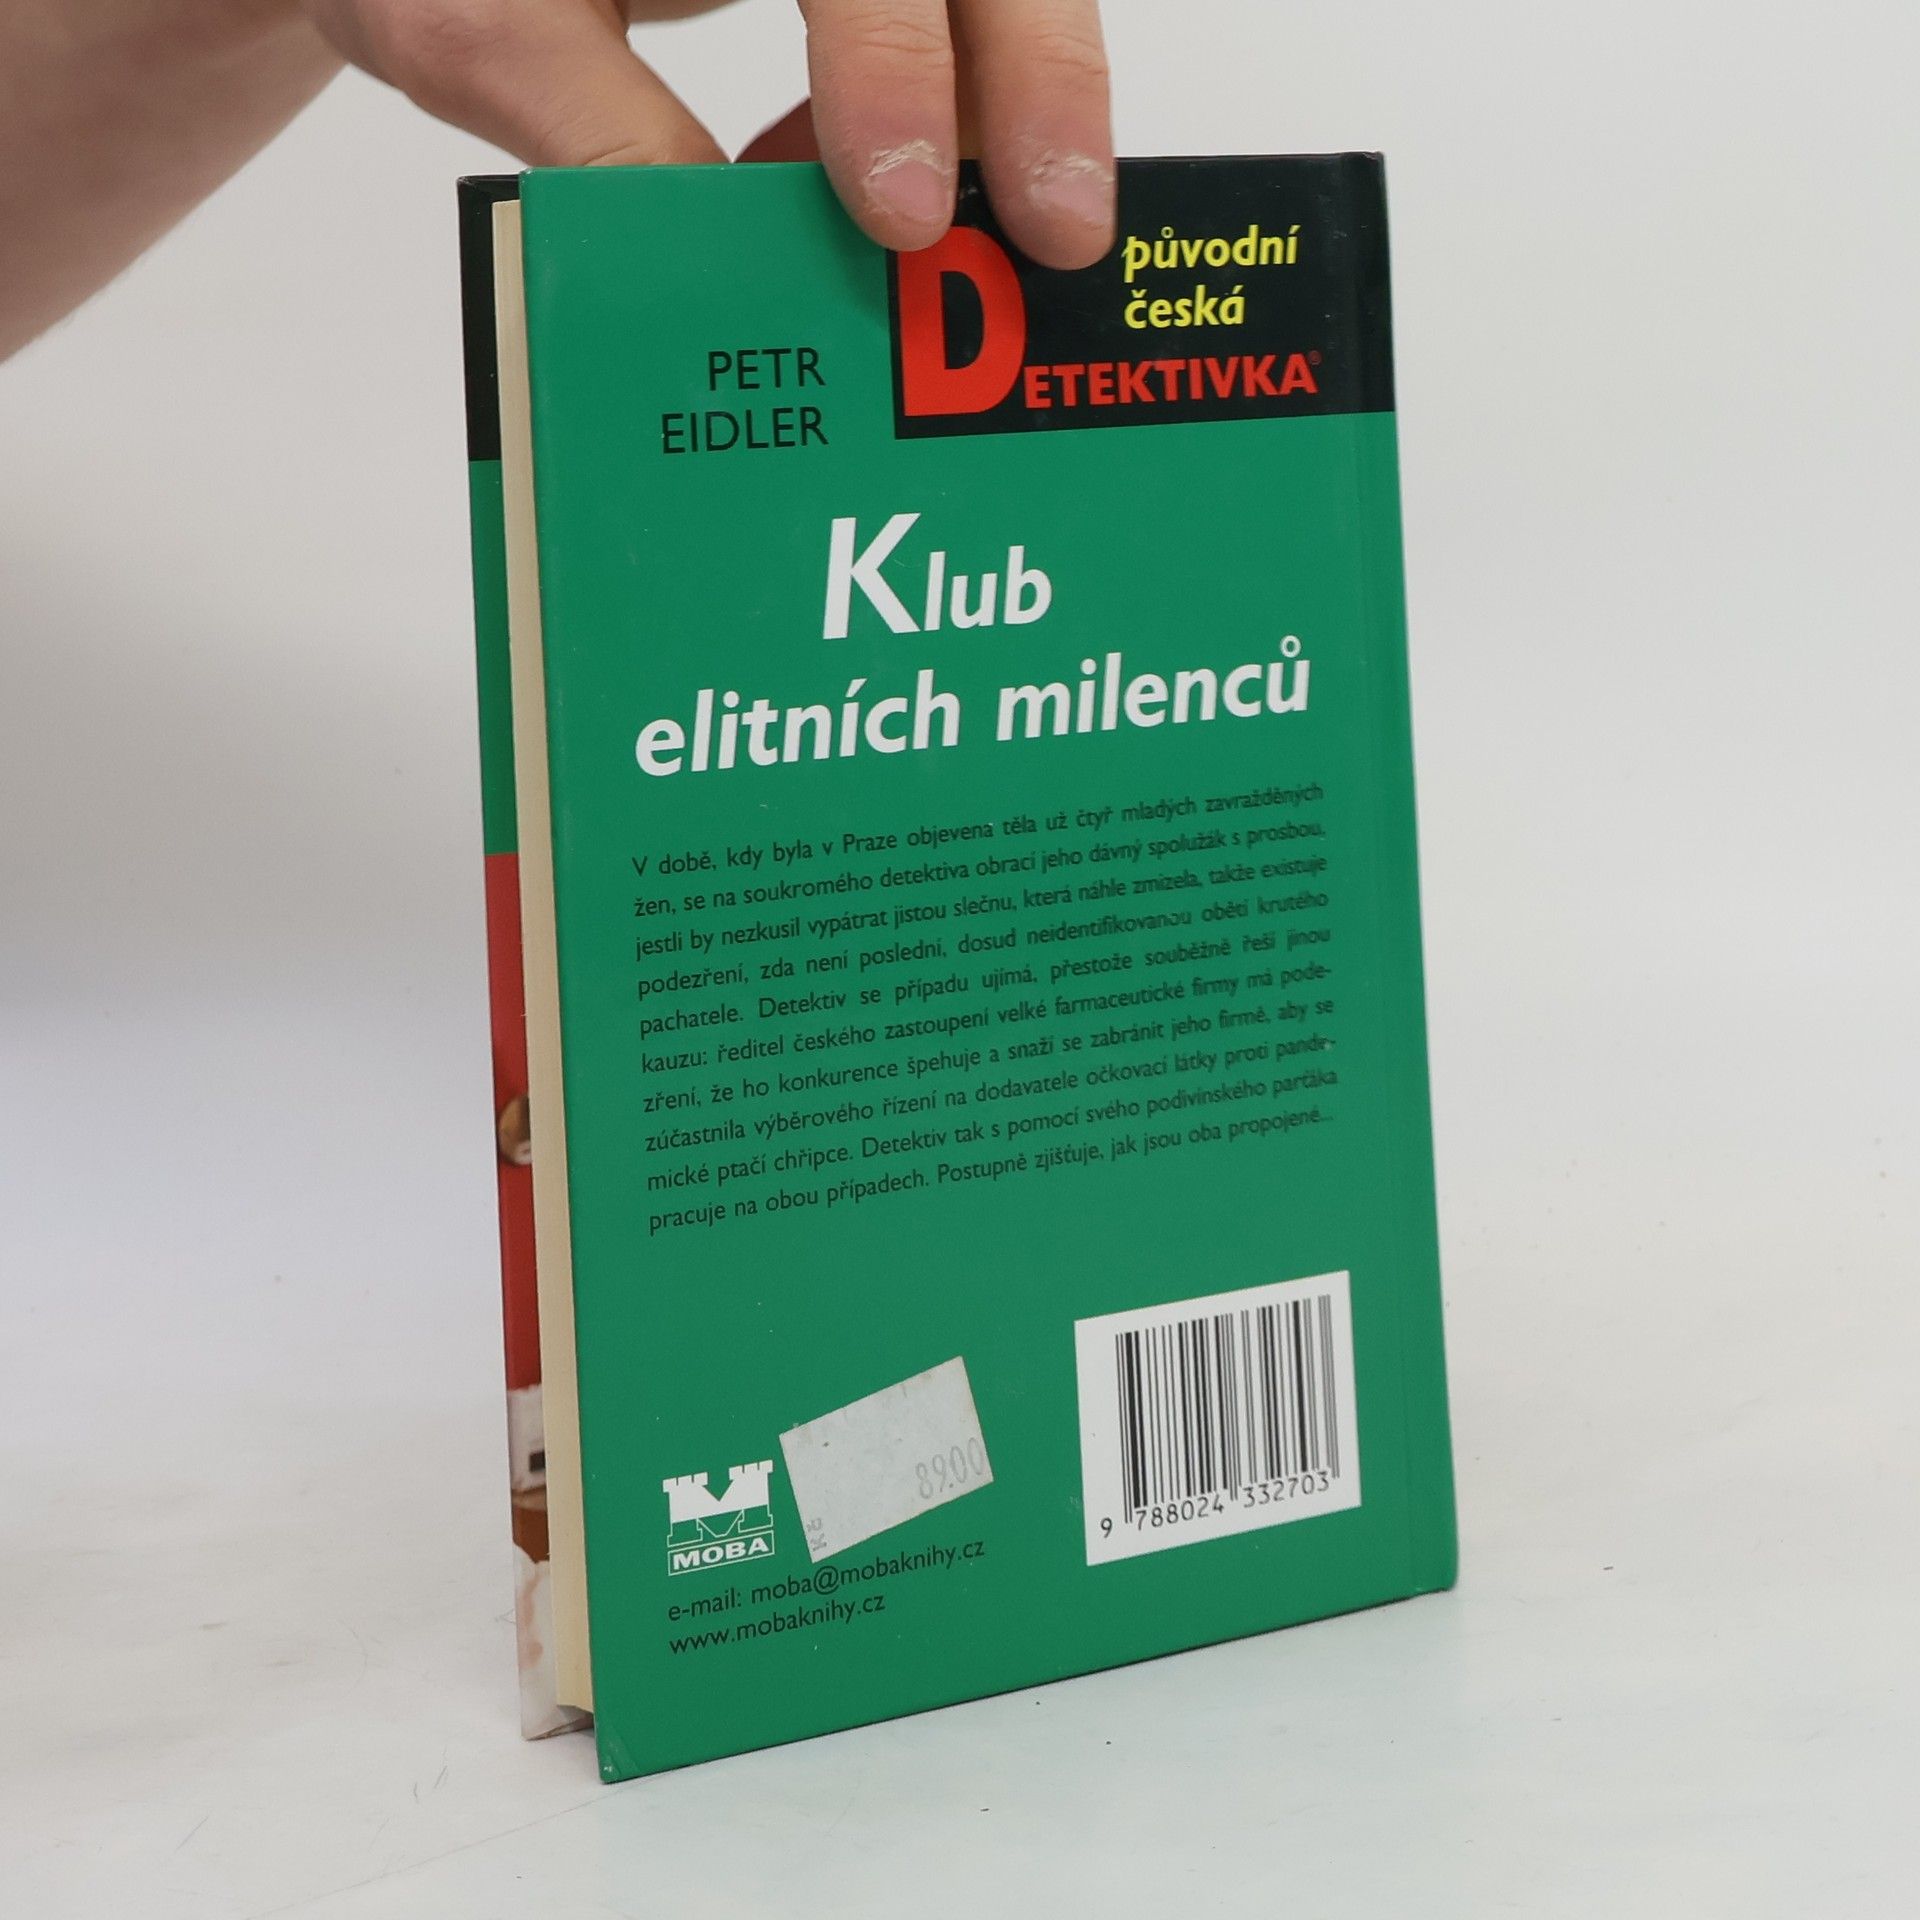 původní
česká
DETEKTIVKA®
PETR
EIDLER
Klub
elitních milenců
V době, kdy byla v Praze objevena těla už čtyř mladých zavražděných
žen, se na soukromého detektiva obrací jeho dávný spolužák s prosbou,
jestli by nezkusil vypátrat jistou slečnu, která náhle zmizela, takže existuje
podezření, zda není poslední, dosud neidentifikovanou obětí krutého
pachatele. Detektiv se případu ujímá, přestože souběžně řeší jinou
kauzu: ředitel českého zastoupení velké farmaceutické firmy má pode-
zření, že ho konkurence špehuje a snaží se zabránit jeho firmě, aby se
zúčastnila výběrového řízení na dodavatele očkovací látky proti pande-
mické ptačí chřipce. Detektiv tak s pomocí svého podivínského parťáka
pracuje na obou případech. Postupně zjišťuje, jak jsou oba propojené...
89.00
MOBA
e-mail: moba@mobaknihy.cz
www.mobaknihy.cz
9 788024 332703